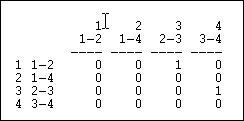 1 2 3 4
1-2 1-4 2-3 3-4
---- ---- ---- ----
1 1-2 0 0 1 0
2 1-4 0 0 0 0
3 2-3 0 0 0 1
4 3-4 0 0 0 0